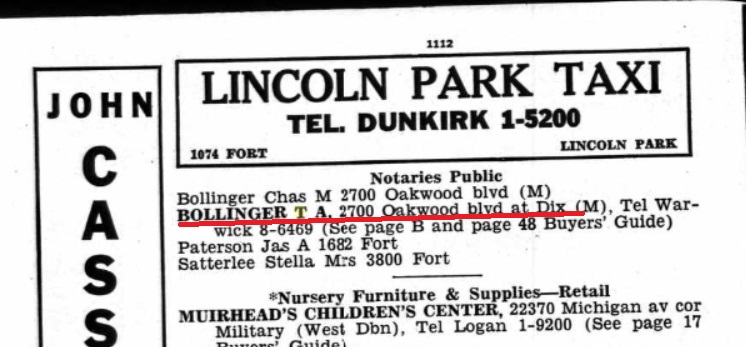 1112
JOHN
CASS
LINCOLN PARK TAXI
TEL. DUNKIRK 1-5200
1074 FORT LINCOLN PARK
Notaries Public
Bollinger Chas M 2700 Oakwood blvd (M)
BOLLINGER T A, 2700 Oakwood blvd at Dix (M), Tel War-
wick 8-6469 (See page B and page 48 Buyers' Guide)
Paterson Jas A 1682 Fort
Satterlee Stella Mrs 3800 Fort
*Nursery Furniture & Supplies—Retail
MUIRHEAD'S CHILDREN'S CENTER, 22370 Michigan av cor
Military (West Dbn), Tel Logan 1-9200 (See page 17
Buyers' Guide)